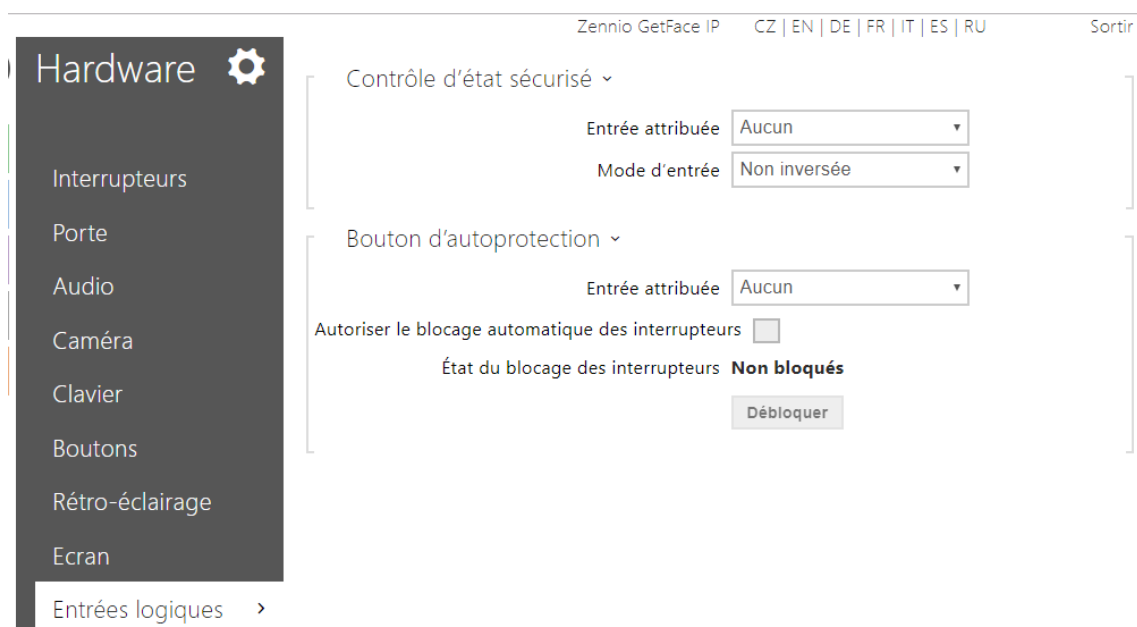 Zennio GetFace IP CZ | EN | DE | FR | IT | ES | RU Sortir
Hardware
Interrupteurs
Porte
Audio
Caméra
Clavier
Boutons
Rétro-éclairage
Ecran
Entrées logiques
Contrôle d'état sécurisé
Entrée attribuée Aucun
Mode d'entrée Non inversée
Bouton d'autoprotection
Entrée attribuée Aucun
Autoriser le blocage automatique des interrupteurs
État du blocage des interrupteurs Non bloqués
Débloquer